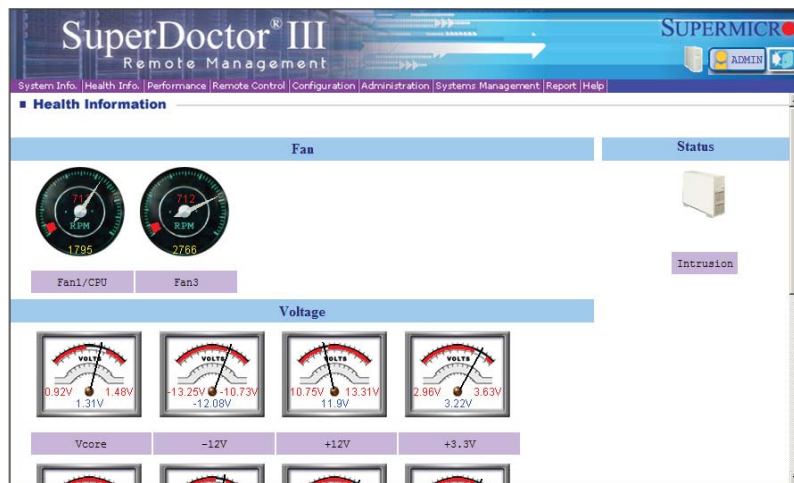 SuperDoctor® III
Remote Management
SUPERMICR
ADMIN
System Info. | Health Info. | Performance | Remote Control | Configuration | Administration | Systems Management | Report | Help
Health Information
Fan
Status
712
RPM
1795
712
RPM
2766
Fan1/CPU
Fan3
Intrusion
Voltage
VOLTS
0.92V 1.48V
1.31V
VOLTS
-13.25V -10.73V
-12.08V
VOLTS
10.75V 13.31V
11.9V
VOLTS
2.96V 3.63V
3.22V
Vcore
-12V
+12V
+3.3V